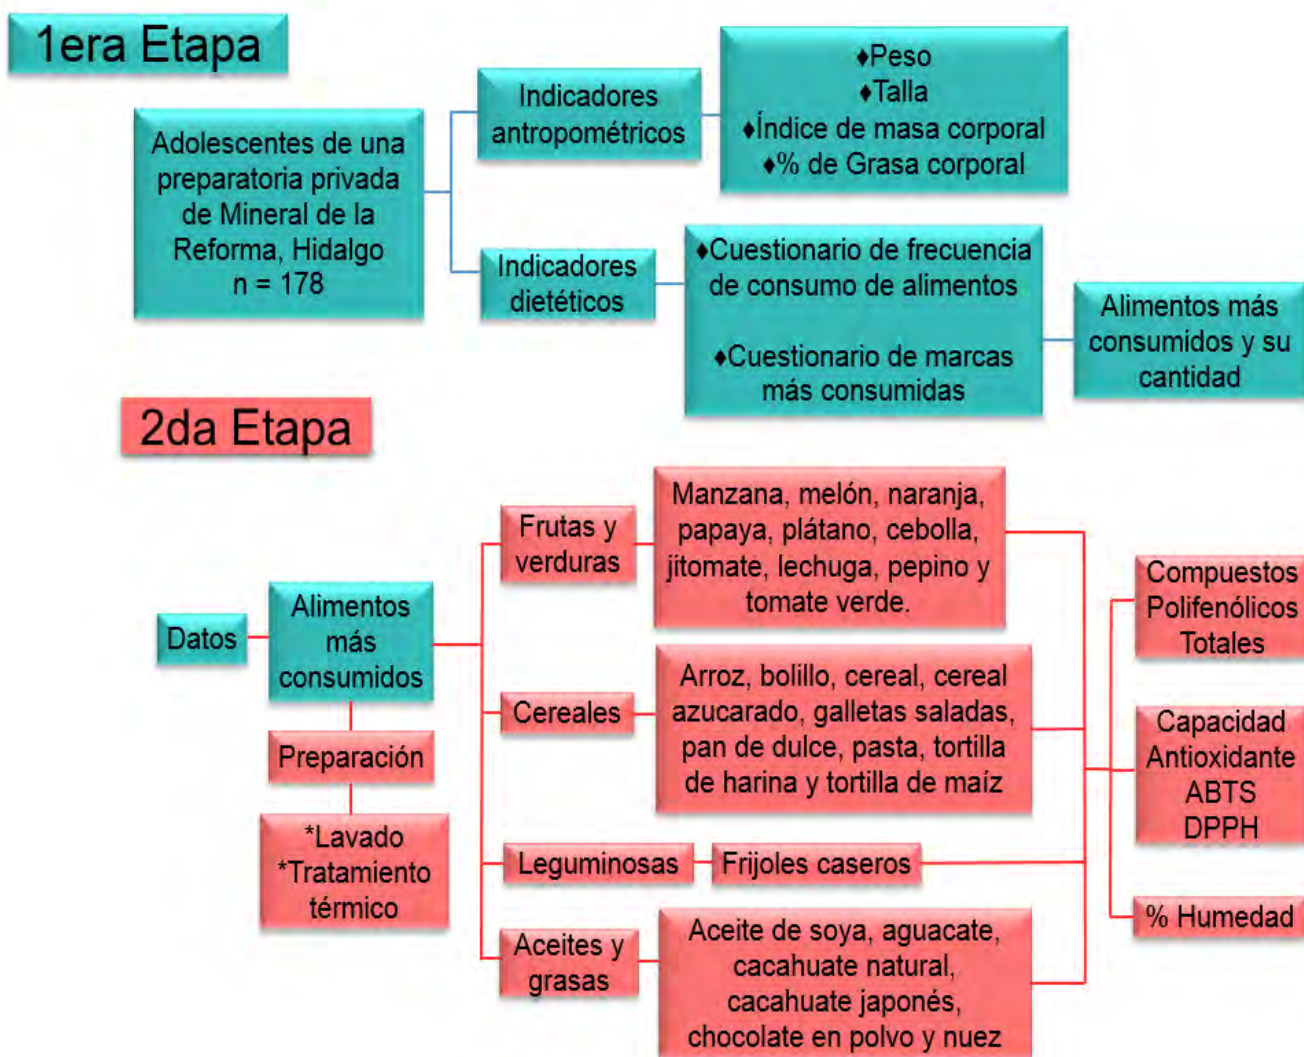 1era Etapa
Adolescentes de una
preparatoria privada
de Mineral de la
Reforma, Hidalgo
n = 178
Indicadores
antropométricos
♦Peso
♦Talla
♦Índice de masa corporal
♦% de Grasa corporal
Indicadores
dietéticos
♦Cuestionario de frecuencia
de consumo de alimentos
♦Cuestionario de marcas
más consumidas
Alimentos más
consumidos y su
cantidad
2da Etapa
Datos
Alimentos
más
consumidos
Preparación
*Lavado
*Tratamiento
térmico
Frutas y
verduras
Manzana, melón, naranja,
papaya, plátano, cebolla,
jitomate, lechuga, pepino y
tomate verde.
Cereales
Arroz, bolillo, cereal, cereal
azucarado, galletas saladas,
pan de dulce, pasta, tortilla
de harina y tortilla de maíz
Leguminosas
Frijoles caseros
Aceites y
grasas
Aceite de soya, aguacate,
cacahuate natural,
cacahuate japonés,
chocolate en polvo y nuez
Compuestos
Polifenólicos
Totales
Capacidad
Antioxidante
ABTS
DPPH
% Humedad